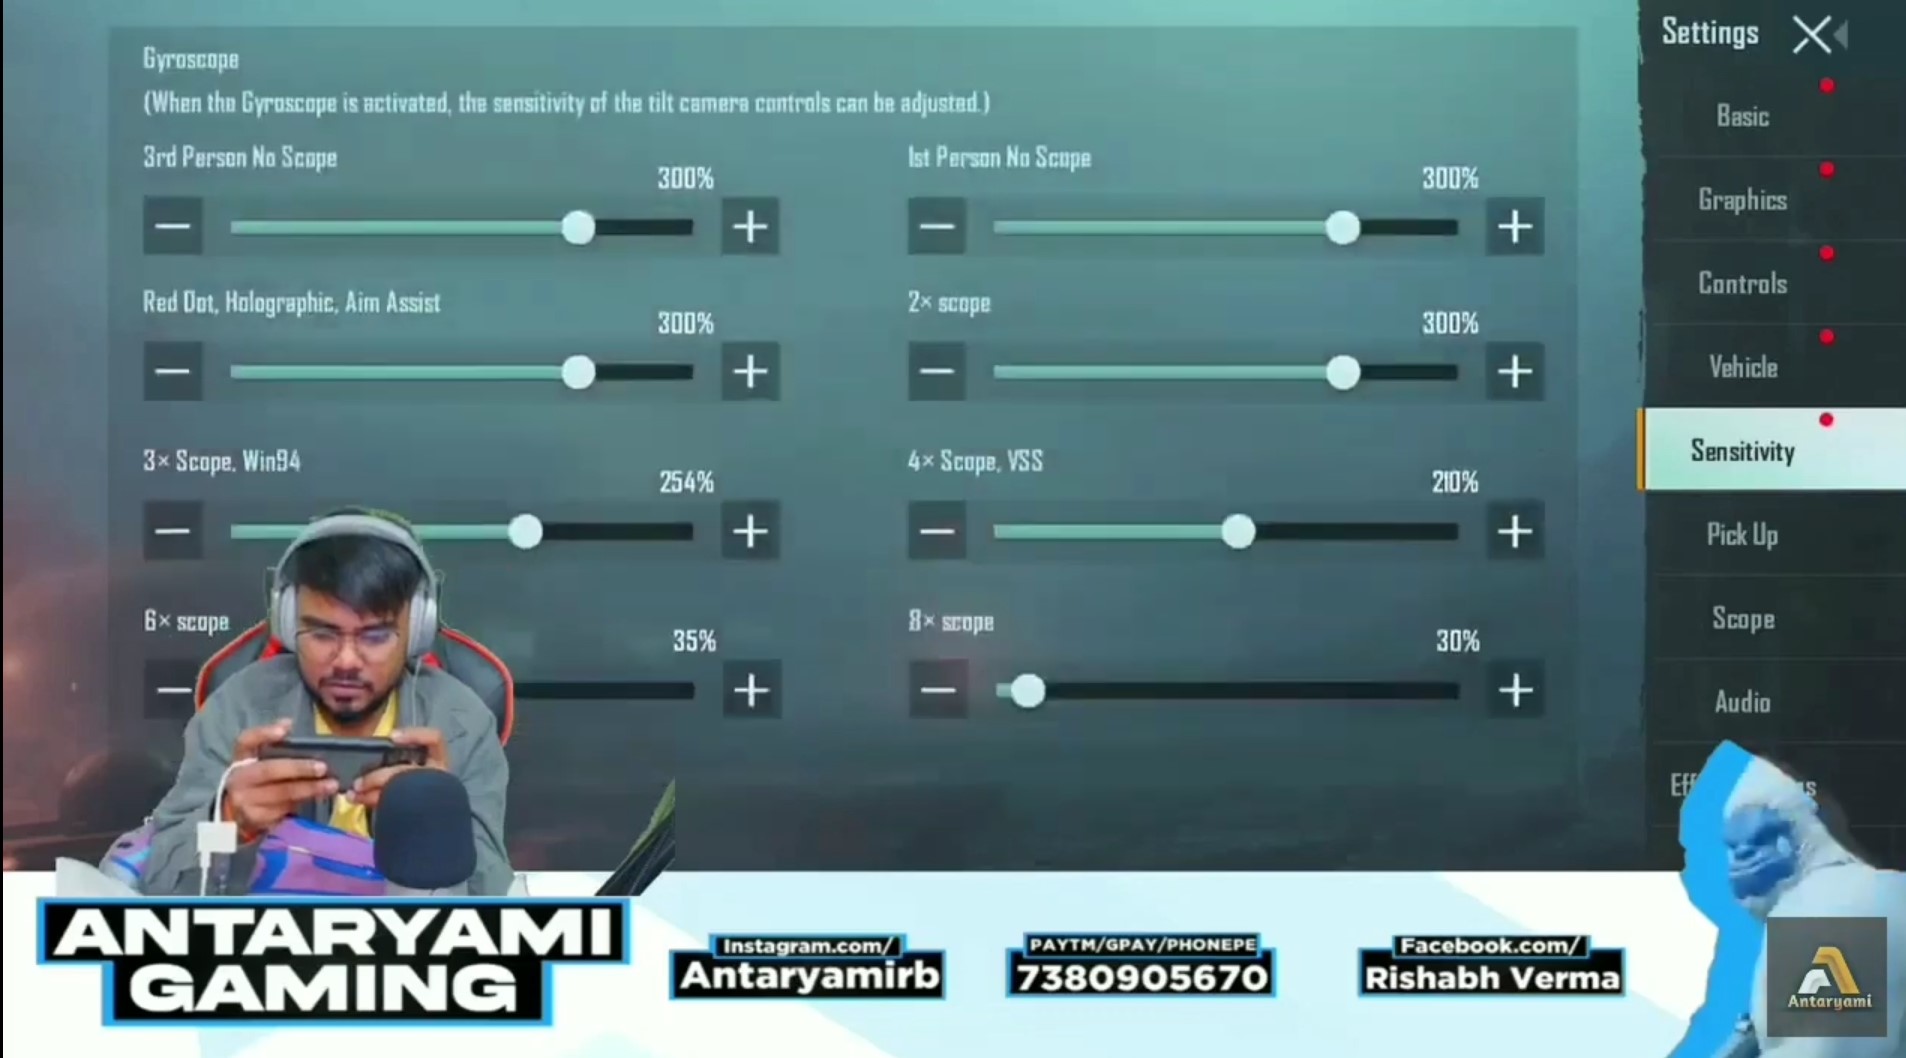 Settings
Gyroscope
(When the Gyroscope is activated, the sensitivity of the tilt camera controls can be adjusted.)
3rd Person No Scope
300%
1st Person No Scope
300%
Red Dot, Holographic, Aim Assist
300%
2× scope
300%
3× Scope, Win94
254%
4× Scope, VSS
210%
6× scope
35%
8× scope
30%
Basic
Graphics
Controls
Vehicle
Sensitivity
Pick Up
Scope
Audio
ANTARYAMI
GAMING
Instagram.com/
Antaryamirb
PAYTM/GPAY/PHONEPE
7380905670
Facebook.com/
Rishabh Verma
Antaryami